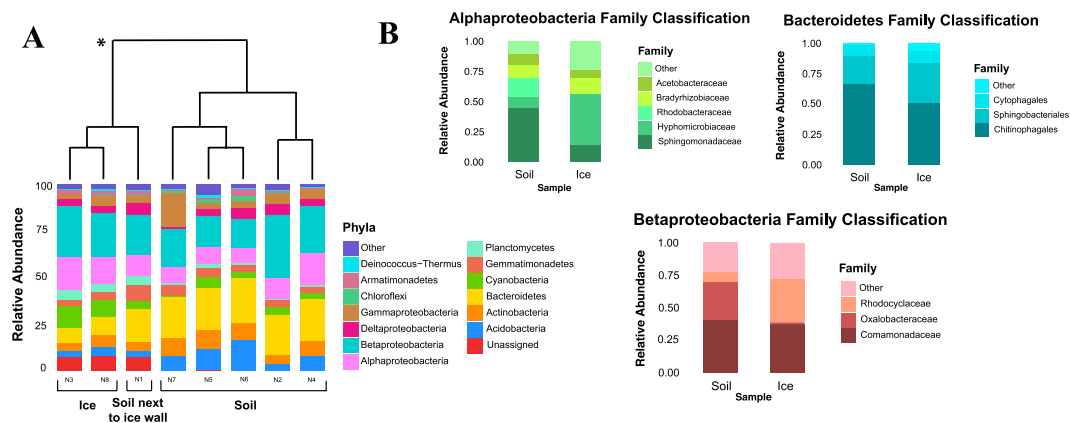 A
*
Relative Abundance
100
75
50
25
0
N3
N8
N1
N7
N5
N6
N2
N4
Ice
Soil next
to ice wall
Soil
Phyla
Other
Deinococcus-Thermus
Armatimonadetes
Chloroflexi
Gammaproteobacteria
Deltaproteobacteria
Betaproteobacteria
Alphaproteobacteria
Planctomycetes
Gemmatimonadetes
Cyanobacteria
Bacteroidetes
Actinobacteria
Acidobacteria
Unassigned
B
Alphaproteobacteria Family Classification
Relative Abundance
1.00
0.75
0.50
0.25
0.00
Soil
Ice
Sample
Family
Other
Acetobacteraceae
Bradyrhizobiaceae
Rhodobacteraceae
Hyphomicrobiaceae
Sphingomonadaceae
Bacteroidetes Family Classification
Relative Abundance
1.00
0.75
0.50
0.25
0.00
Soil
Ice
Sample
Family
Other
Cytophagales
Sphingobacteriales
Chitinophagales
Betaproteobacteria Family Classification
Relative Abundance
1.00
0.75
0.50
0.25
0.00
Soil
Ice
Sample
Family
Other
Rhodocyclaceae
Oxalobacteraceae
Comamonadaceae